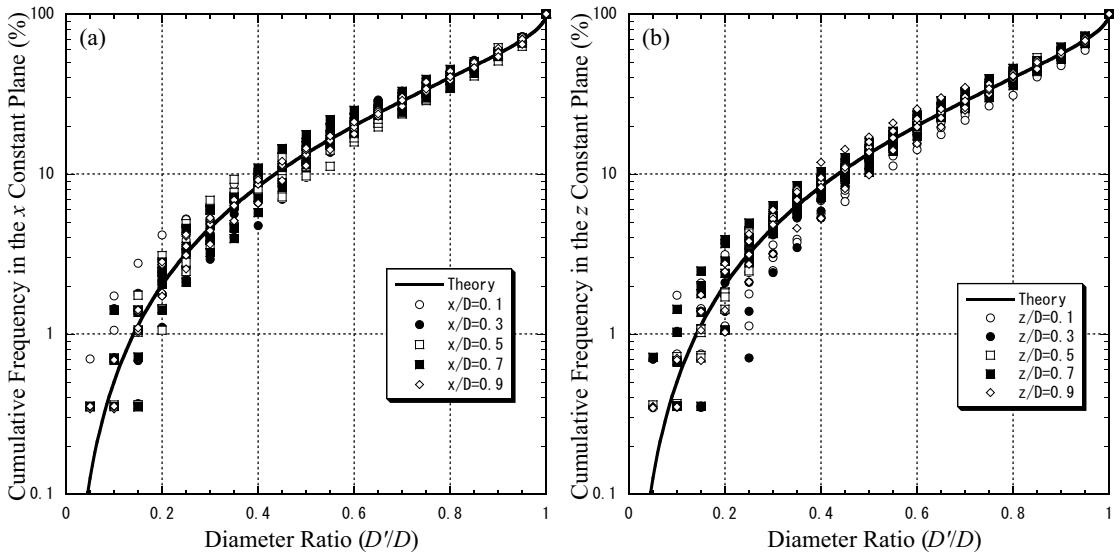 (a)
Cumulative Frequency in the x Constant Plane (%)
100
10
1
0.1
Theory
x/D=0.1
x/D=0.3
x/D=0.5
x/D=0.7
x/D=0.9
0 0.2 0.4 0.6 0.8 1
Diameter Ratio (D'/D)
(b)
Cumulative Frequency in the z Constant Plane (%)
100
10
1
0.1
Theory
z/D=0.1
z/D=0.3
z/D=0.5
z/D=0.7
z/D=0.9
0 0.2 0.4 0.6 0.8 1
Diameter Ratio (D'/D)